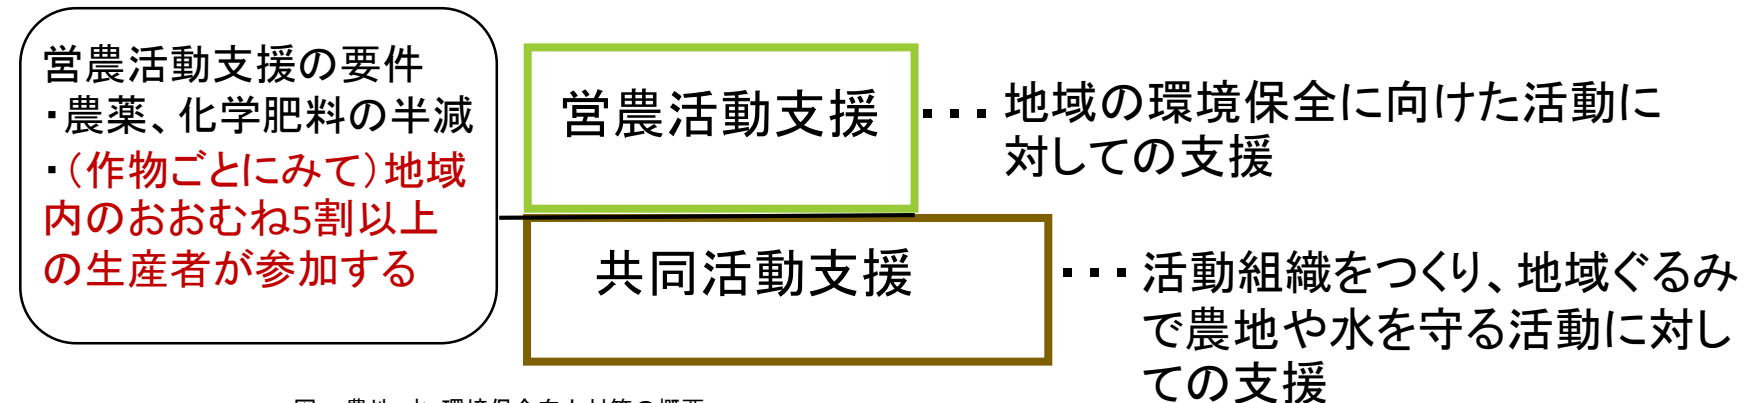 営農活動支援の要件
・農薬、化学肥料の半減
・(作物ごとにみて)地域
内のおおむね5割以上
の生産者が参加する
営農活動支援
・・・地域の環境保全に向けた活動に
対しての支援
共同活動支援
・・・活動組織をつくり、地域ぐるみ
で農地や水を守る活動に対し
ての支援